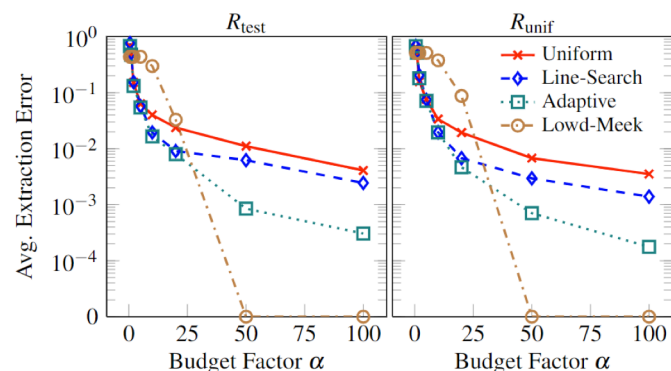 R_test
R_unif
10^0
10^−1
10^−2
10^−3
10^−4
0
Avg. Extraction Error
Uniform
Line-Search
Adaptive
Lowd-Meek
0 25 50 75 100
0 25 50 75 100
Budget Factor α
Budget Factor α